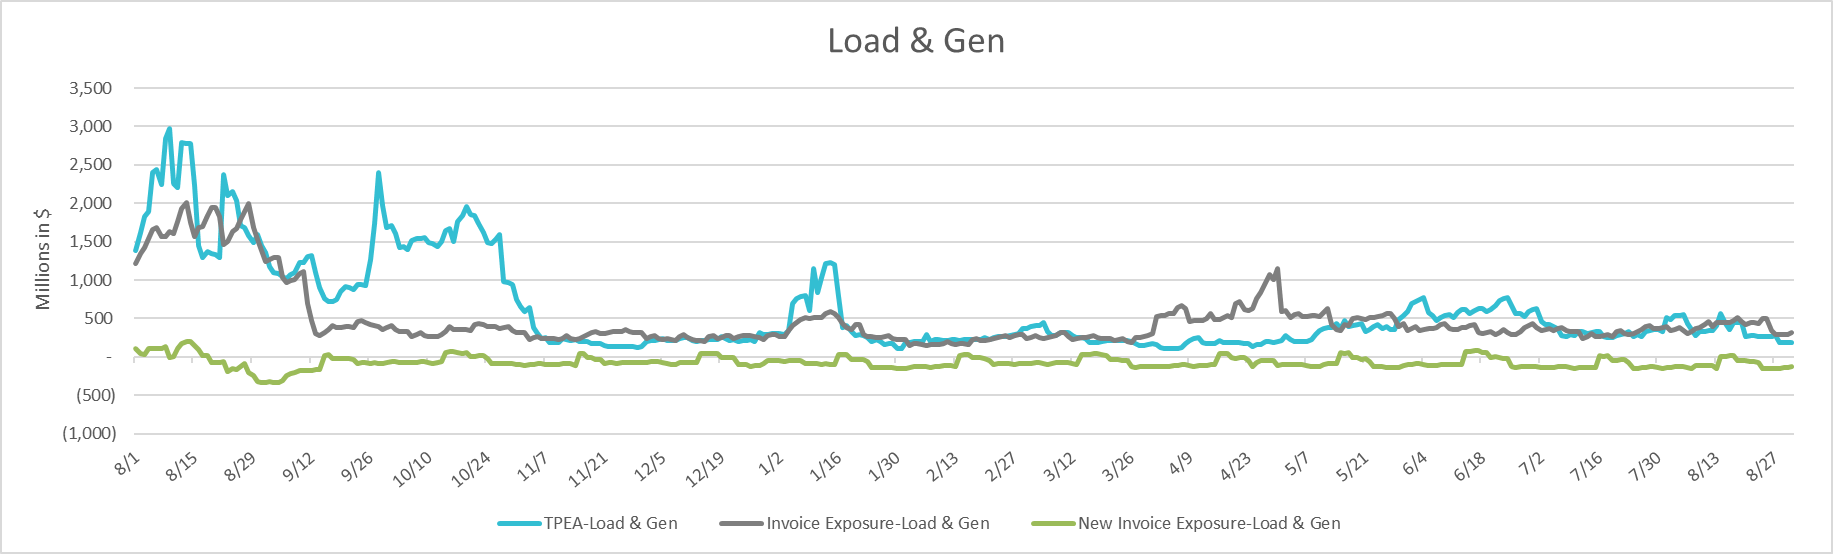 Load & Gen
Millions in $
3,500
3,000
2,500
2,000
1,500
1,000
500
-
(500)
(1,000)
8/1 8/15 8/29 9/12 9/26 10/10 10/24 11/7 11/21 12/5 12/19 1/2 1/16 1/30 2/13 2/27 3/12 3/26 4/9 4/23 5/7 5/21 6/4 6/18 7/2 7/16 7/30 8/13 8/27
TPEA-Load & Gen Invoice Exposure-Load & Gen New Invoice Exposure-Load & Gen